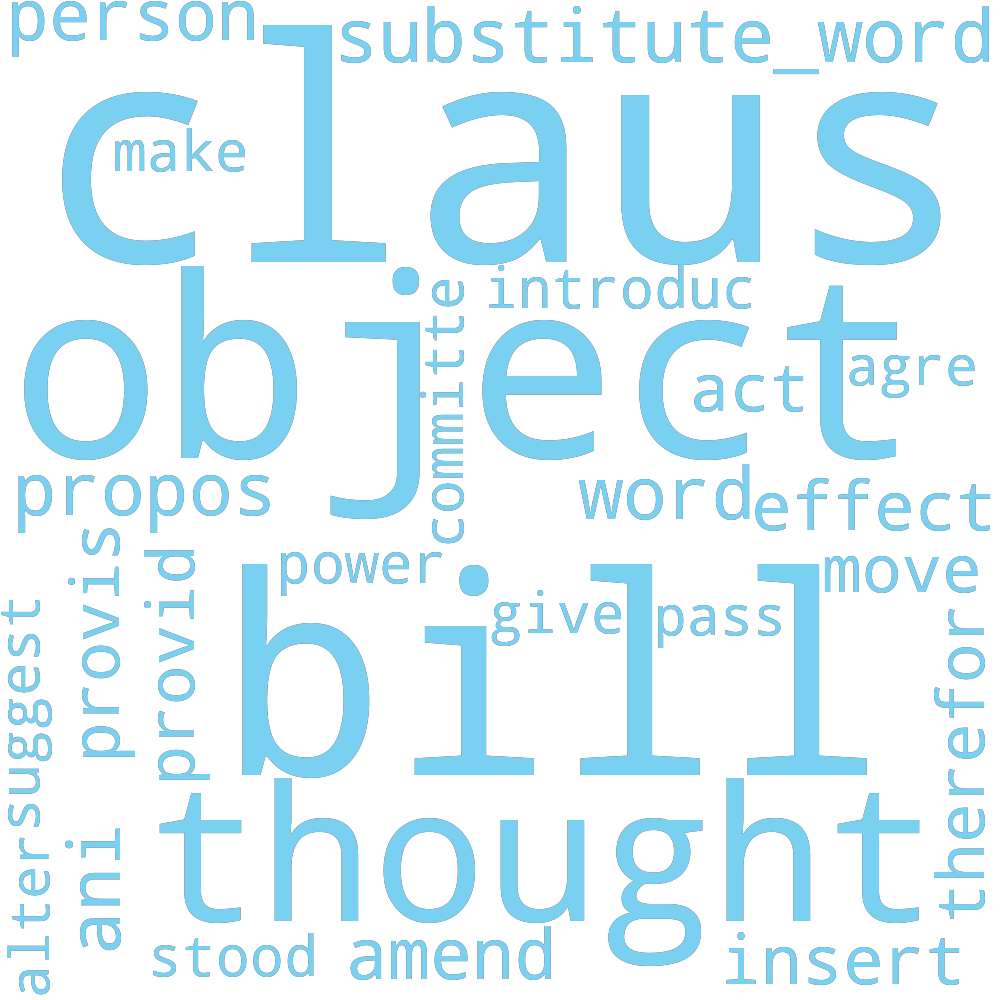 person
substitute_word
claus
make
introduc
object
committe
act
agre
propos
word
effect
provis
provid
power
move
give
pass
bill
suggest
therefor
thought
ani
alter
stood
amend
insert